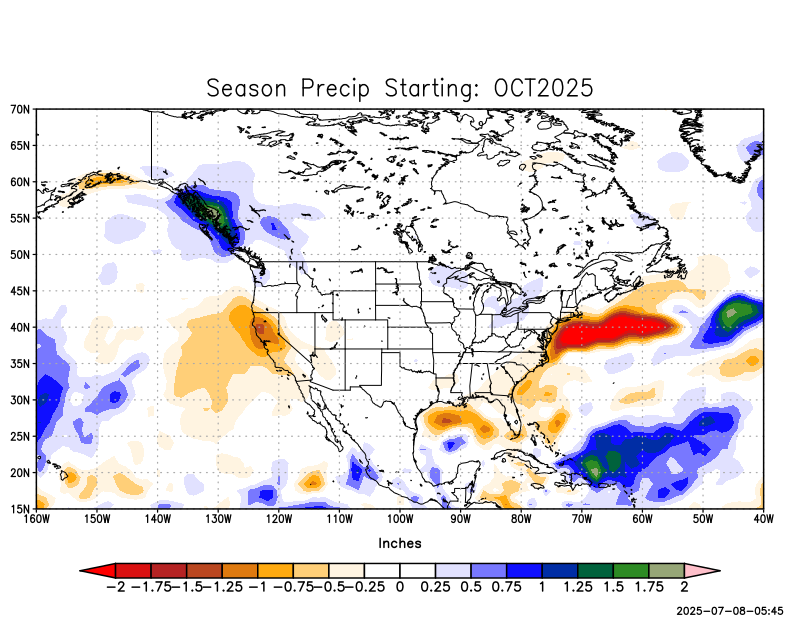 Season Precip Starting: OCT2025
70N
65N
60N
55N
50N
45N
40N
35N
30N
25N
20N
15N
160W 150W 140W 130W 120W 110W 100W 90W 80W 70W 60W 50W 40W
Inches
-2 -1.75 -1.5 -1.25 -1 -0.75 -0.5 -0.25 0 0.25 0.5 0.75 1 1.25 1.5 1.75 2
2025-07-08-05:45